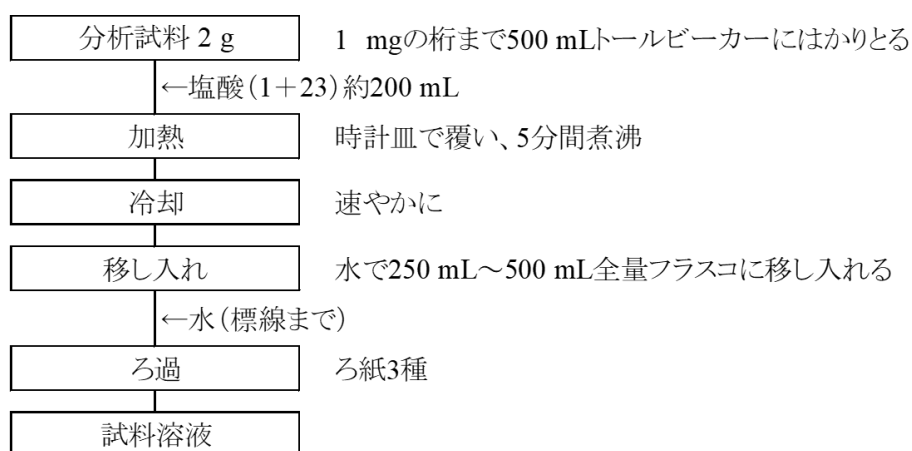 分析試料 2 g 1 mgの桁まで500 mLトールビーカーにはかりとる
←塩酸（1＋23）約200 mL
加熱 時計皿で覆い、5分間煮沸
冷却 速やかに
移し入れ 水で250 mL～500 mL全量フラスコに移し入れる
←水（標線まで）
ろ過 ろ紙3種
試料溶液